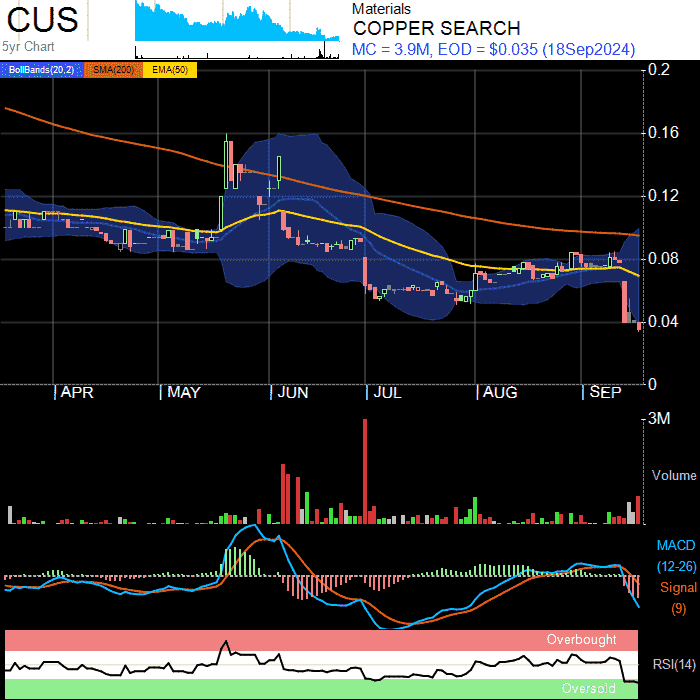 CUS
5yr Chart
Materials
COPPER SEARCH
MC = 3.9M, EOD = $0.035 (18Sep2024)
BollBands(20,2) SMA(200) EMA(50)
0.2
0.16
0.12
0.08
0.04
0
APR MAY JUN JUL AUG SEP
3M
Volume
MACD
(12-26)
Signal
(9)
Overbought
RSI(14)
Oversold